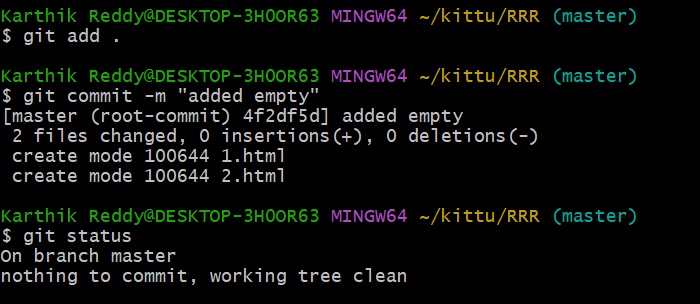 Karthik Reddy@DESKTOP-3HOOR63 MINGW64 ~/kittu/RRR (master)
$ git add .
Karthik Reddy@DESKTOP-3HOOR63 MINGW64 ~/kittu/RRR (master)
$ git commit -m "added empty"
[master (root-commit) 4f2df5d] added empty
 2 files changed, 0 insertions(+), 0 deletions(-)
 create mode 100644 1.html
 create mode 100644 2.html
Karthik Reddy@DESKTOP-3HOOR63 MINGW64 ~/kittu/RRR (master)
$ git status
On branch master
nothing to commit, working tree clean